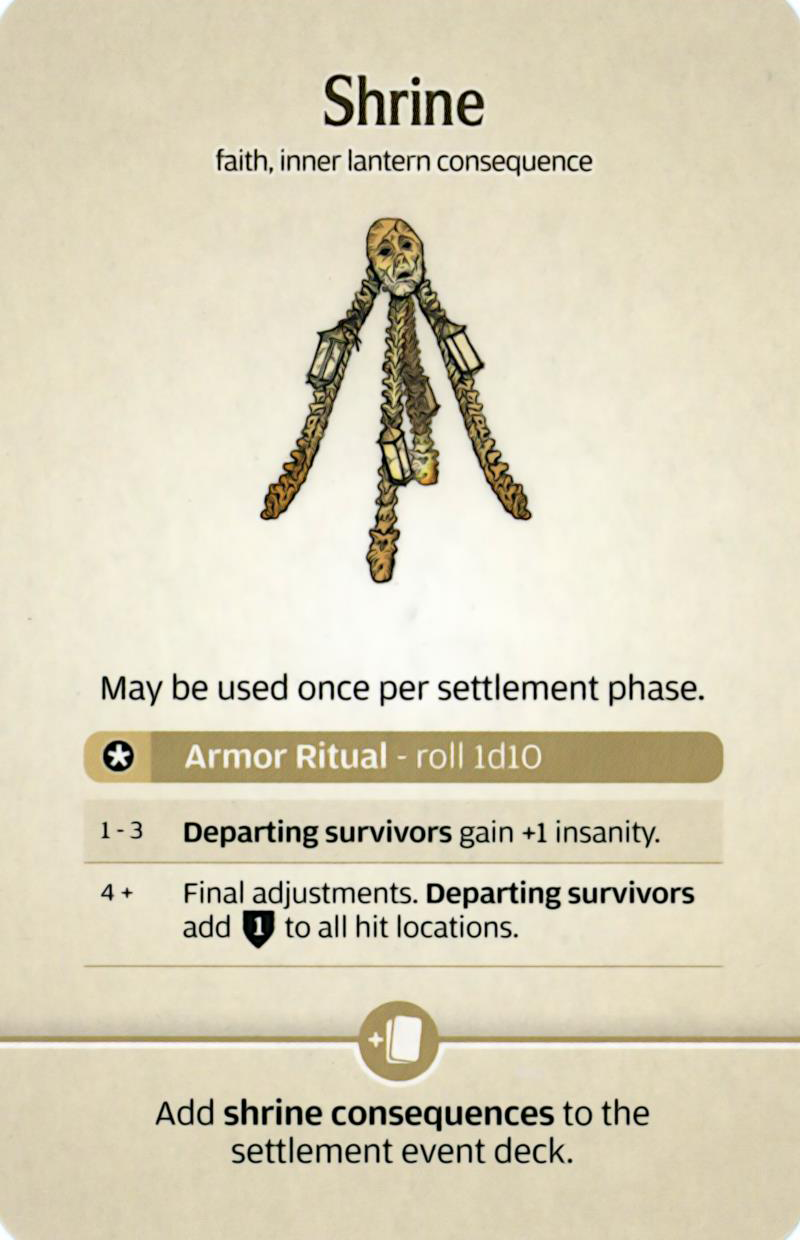 Shrine
faith, inner lantern consequence
May be used once per settlement phase.
Armor Ritual - roll 1d10
1 - 3 Departing survivors gain +1 insanity.
4 + Final adjustments. Departing survivors
add 1 to all hit locations.
+
Add shrine consequences to the
settlement event deck.